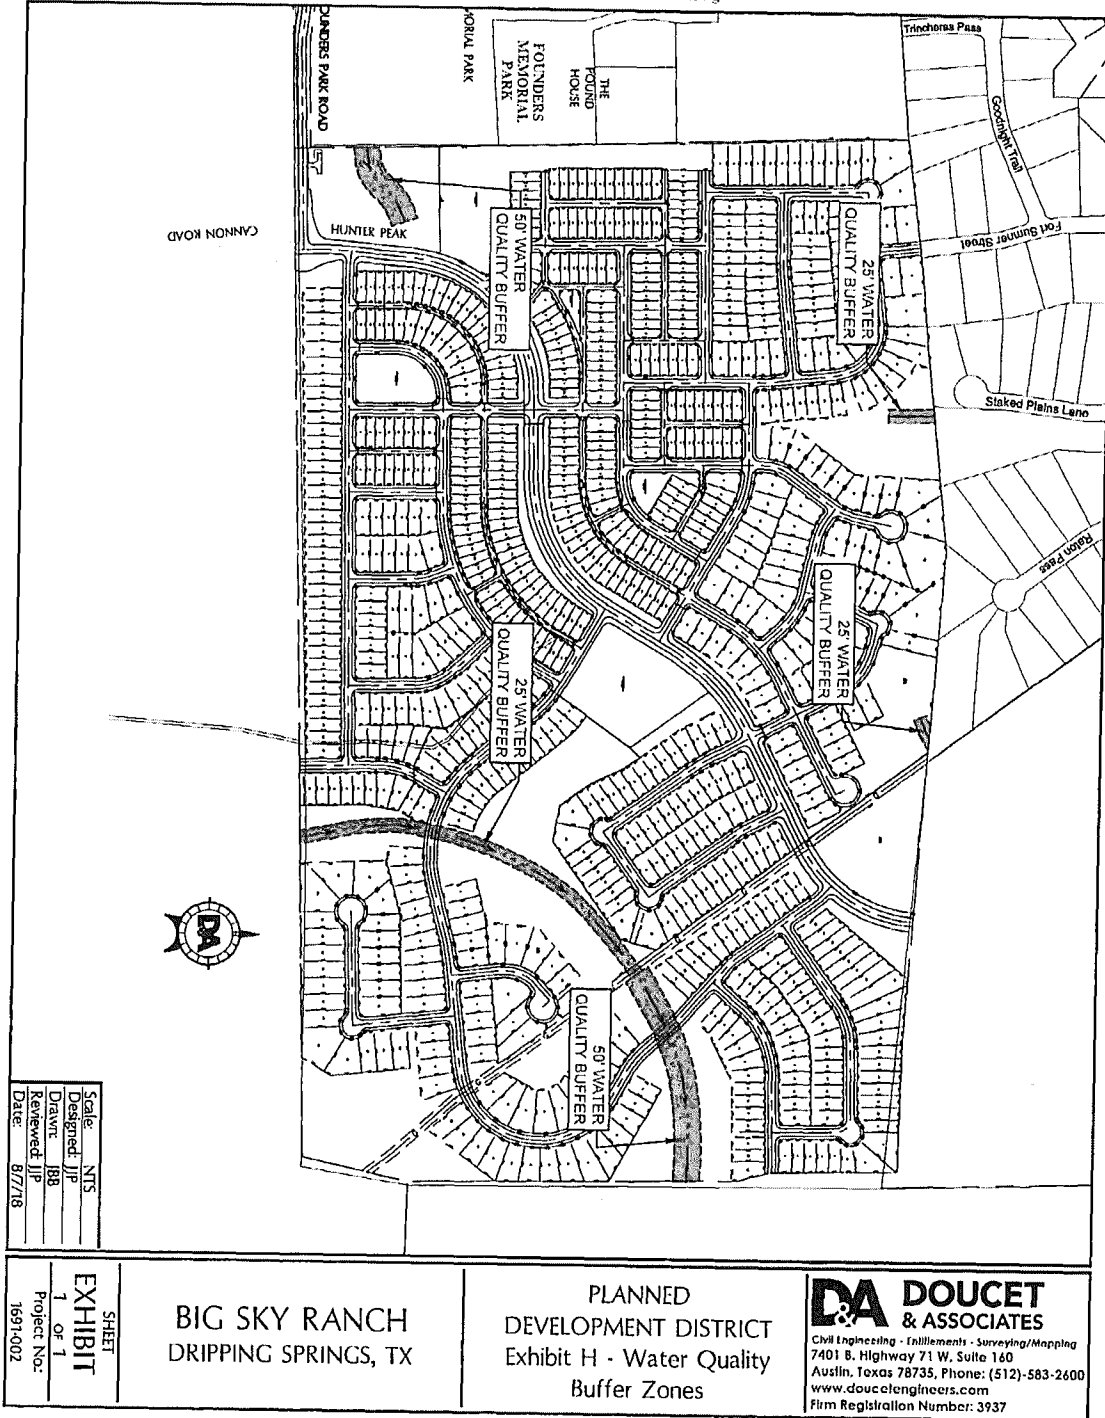 Trincheras Pass
Goodnight Trail
Fort Sumner Street
Staked Plains Lane
Raton Pass
FOUNDERS
MEMORIAL
PARK
THE
POUND
HOUSE
MORIAL PARK
OUNDERS PARK ROAD
CANNON ROAD
HUNTER PEAK
50' WATER
QUALITY BUFFER
25' WATER
QUALITY BUFFER
25' WATER
QUALITY BUFFER
25' WATER
QUALITY BUFFER
50' WATER
QUALITY BUFFER
D&A
Scale: NTS
Designed: JJP
Drawn: JBB
Reviewed: JJP
Date: 8/7/18
SHEET
EXHIBIT
1 OF 1
Project No.:
1691-002
BIG SKY RANCH
DRIPPING SPRINGS, TX
PLANNED
DEVELOPMENT DISTRICT
Exhibit H - Water Quality
Buffer Zones
D&A DOUCET
& ASSOCIATES
Civil Engineering - Entitlements - Surveying/Mapping
7401 B. Highway 71 W, Suite 160
Austin, Texas 78735, Phone: (512)-583-2600
www.doucetengineers.com
Firm Registration Number: 3937